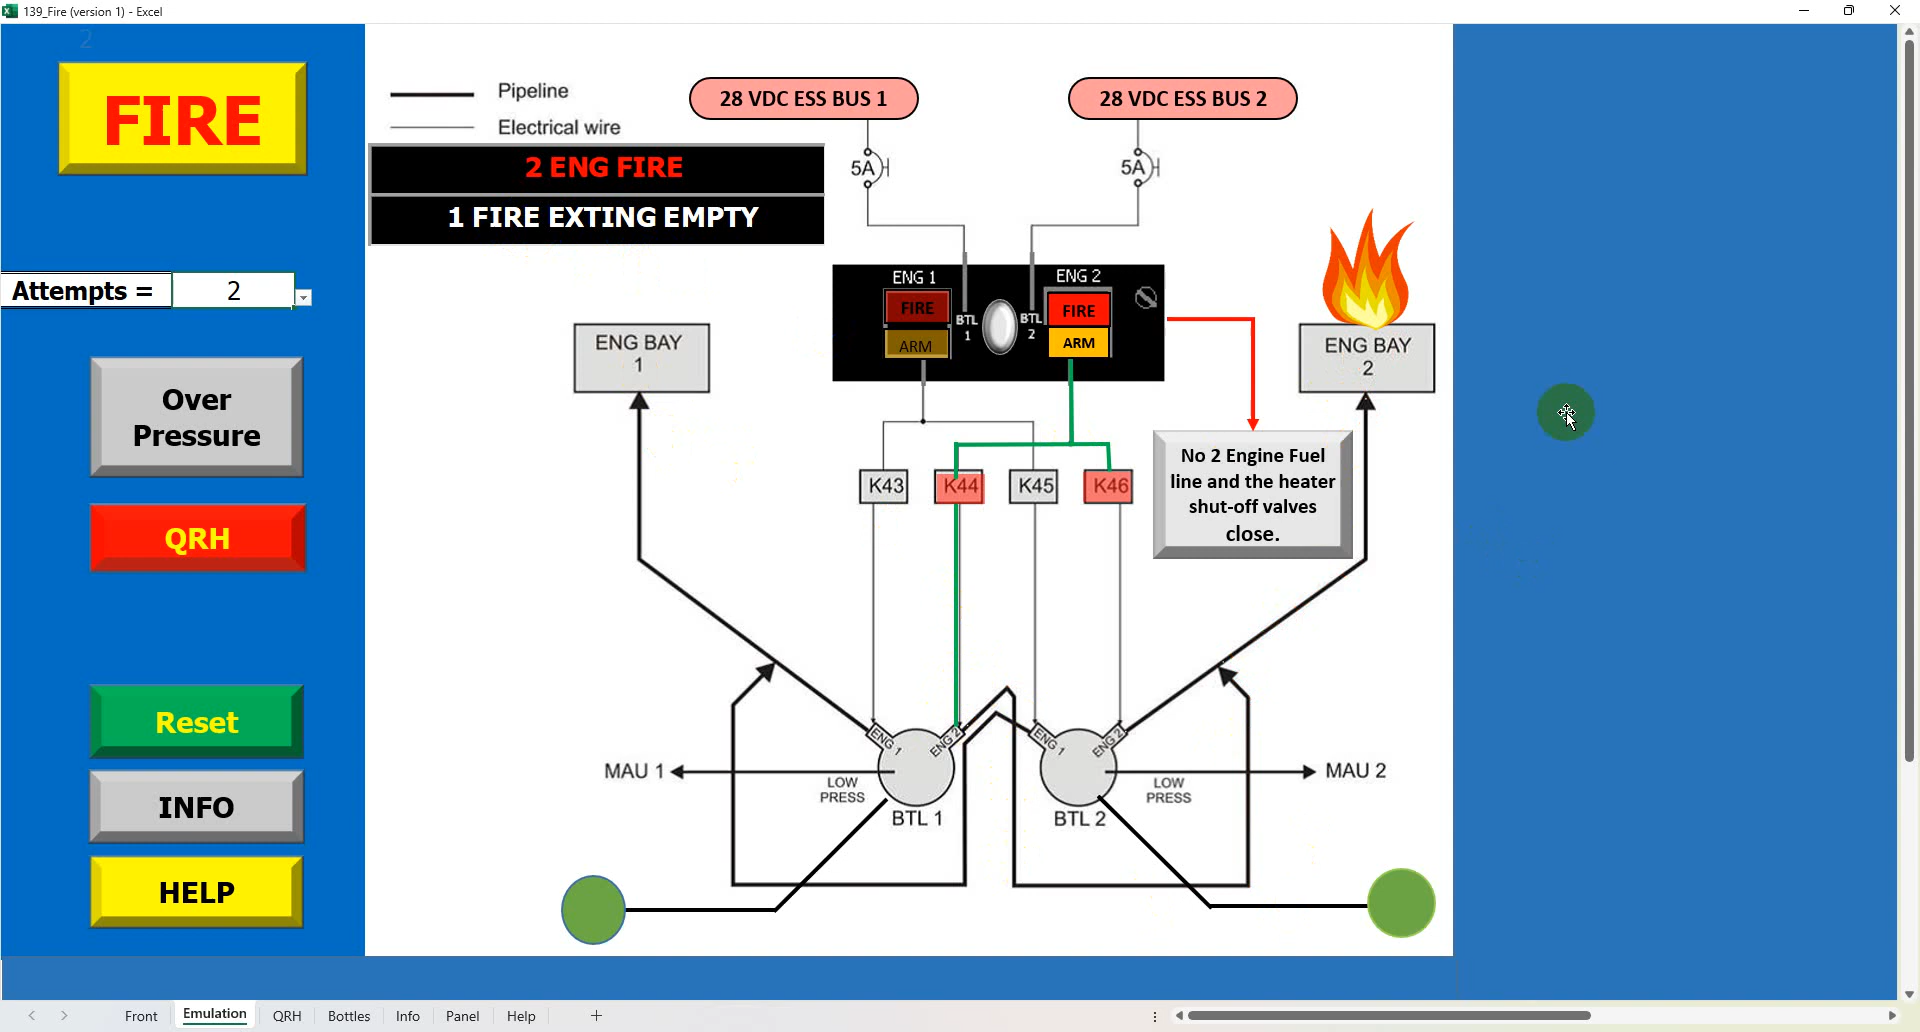 139_Fire (version 1) - Excel
2
FIRE
Pipeline
Electrical wire
28 VDC ESS BUS 1
28 VDC ESS BUS 2
5A
5A
2 ENG FIRE
1 FIRE EXTING EMPTY
Attempts =
2
ENG 1
ENG 2
FIRE
FIRE
BTL
1
BTL
2
ARM
ARM
ENG BAY
1
ENG BAY
2
Over
Pressure
No 2 Engine Fuel
line and the heater
shut-off valves
close.
K43
K44
K45
K46
QRH
Reset
ENG 1
ENG 2
ENG 1
ENG 2
MAU 1
LOW
PRESS
LOW
PRESS
MAU 2
BTL 1
BTL 2
INFO
HELP
Front
Emulation
QRH
Bottles
Info
Panel
Help